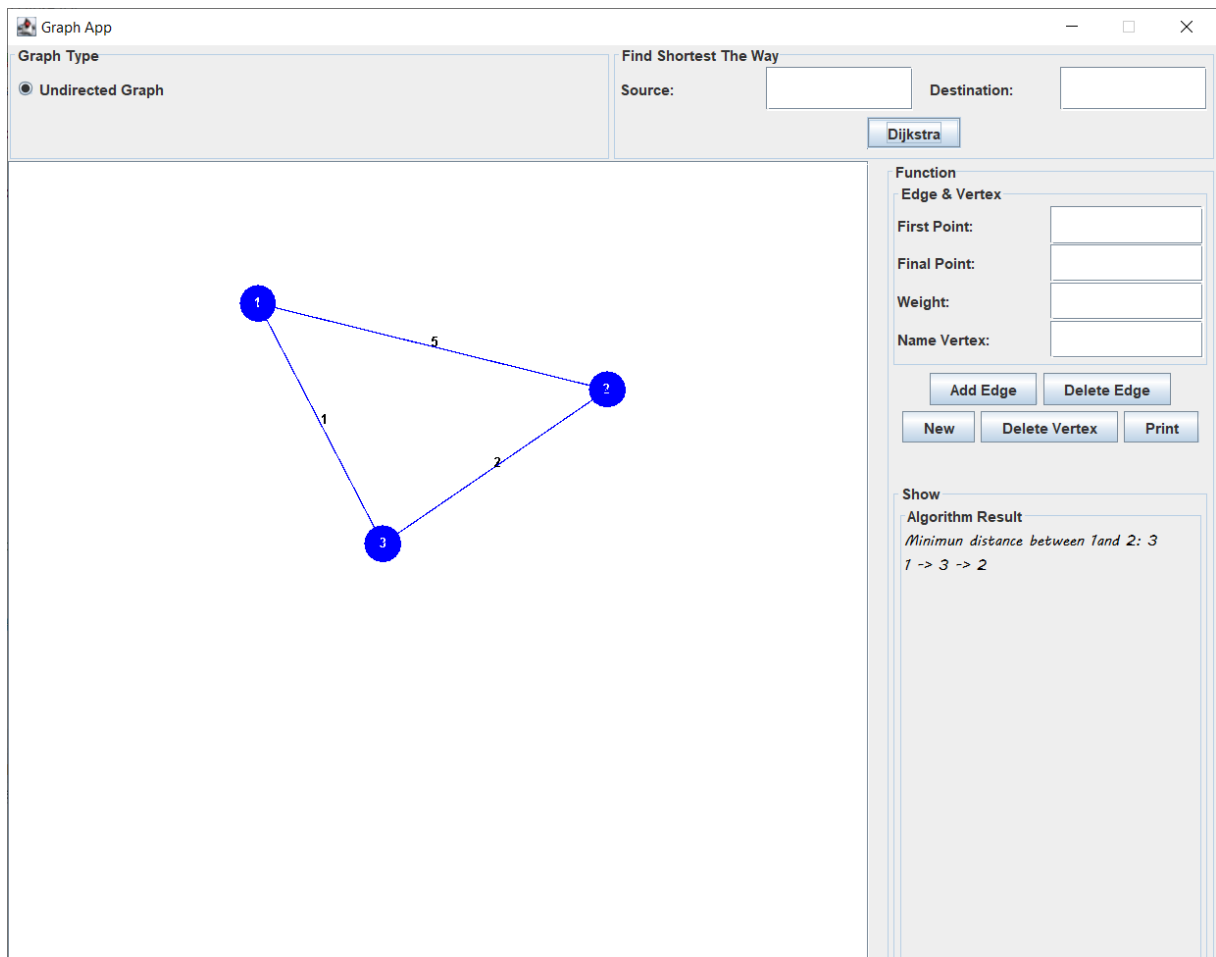 Graph App
Graph Type
Undirected Graph
Find Shortest The Way
Source:
Destination:
Dijkstra
1
5
2
1
2
3
Function
Edge & Vertex
First Point:
Final Point:
Weight:
Name Vertex:
Add Edge
Delete Edge
New
Delete Vertex
Print
Show
Algorithm Result
Minimun distance between 1and 2: 3
1 -> 3 -> 2